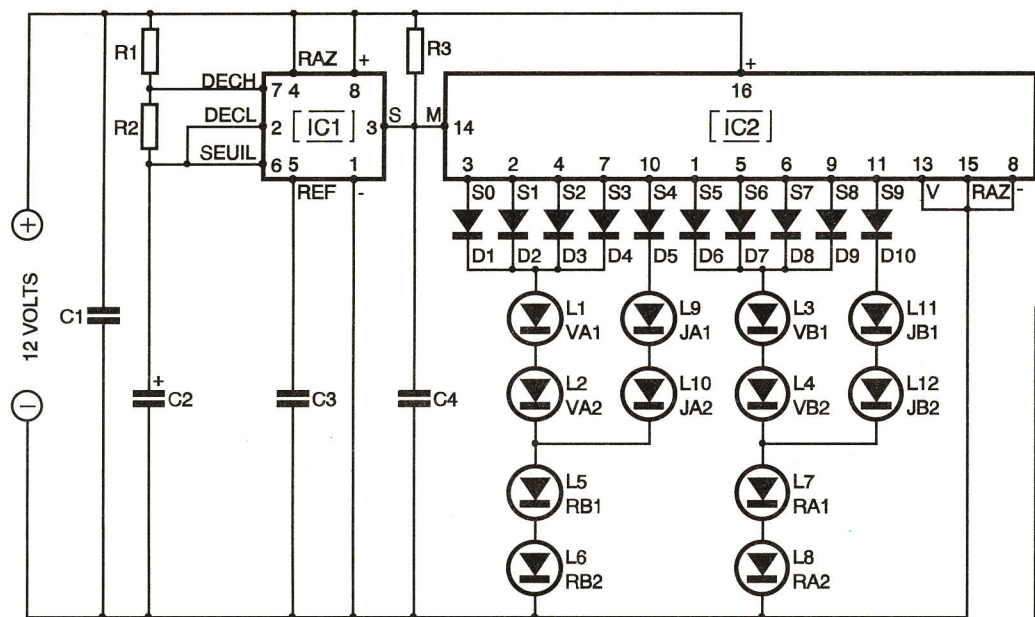 R1
R2
DECH
DECL
SEUIL
RAZ
+
7
4
8
2
IC1
3
6
5
1
REF
-
S
R3
M
+
16
14
IC2
3
2
4
7
10
1
5
6
9
11
13
15
8
S0
S1
S2
S3
S4
S5
S6
S7
S8
S9
V
RAZ
-
D1
D2
D3
D4
D5
D6
D7
D8
D9
D10
+
12 VOLTS
−
C1
+
C2
C3
C4
L1
VA1
L9
JA1
L3
VB1
L11
JB1
L2
VA2
L10
JA2
L4
VB2
L12
JB2
L5
RB1
L7
RA1
L6
RB2
L8
RA2